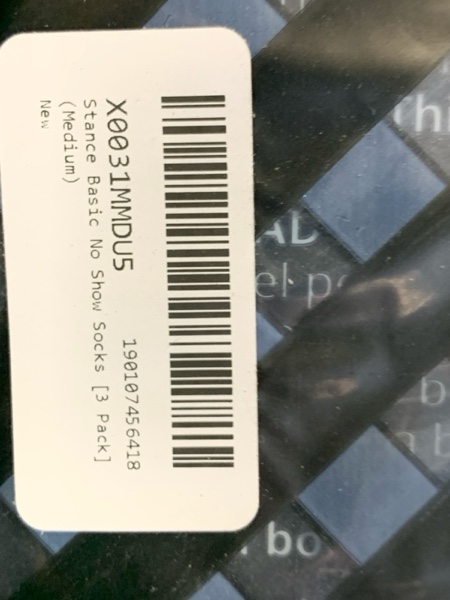 X0031MMDU5
190107456418
Stance Basic No Show Socks [3 Pack]
(Medium)
New